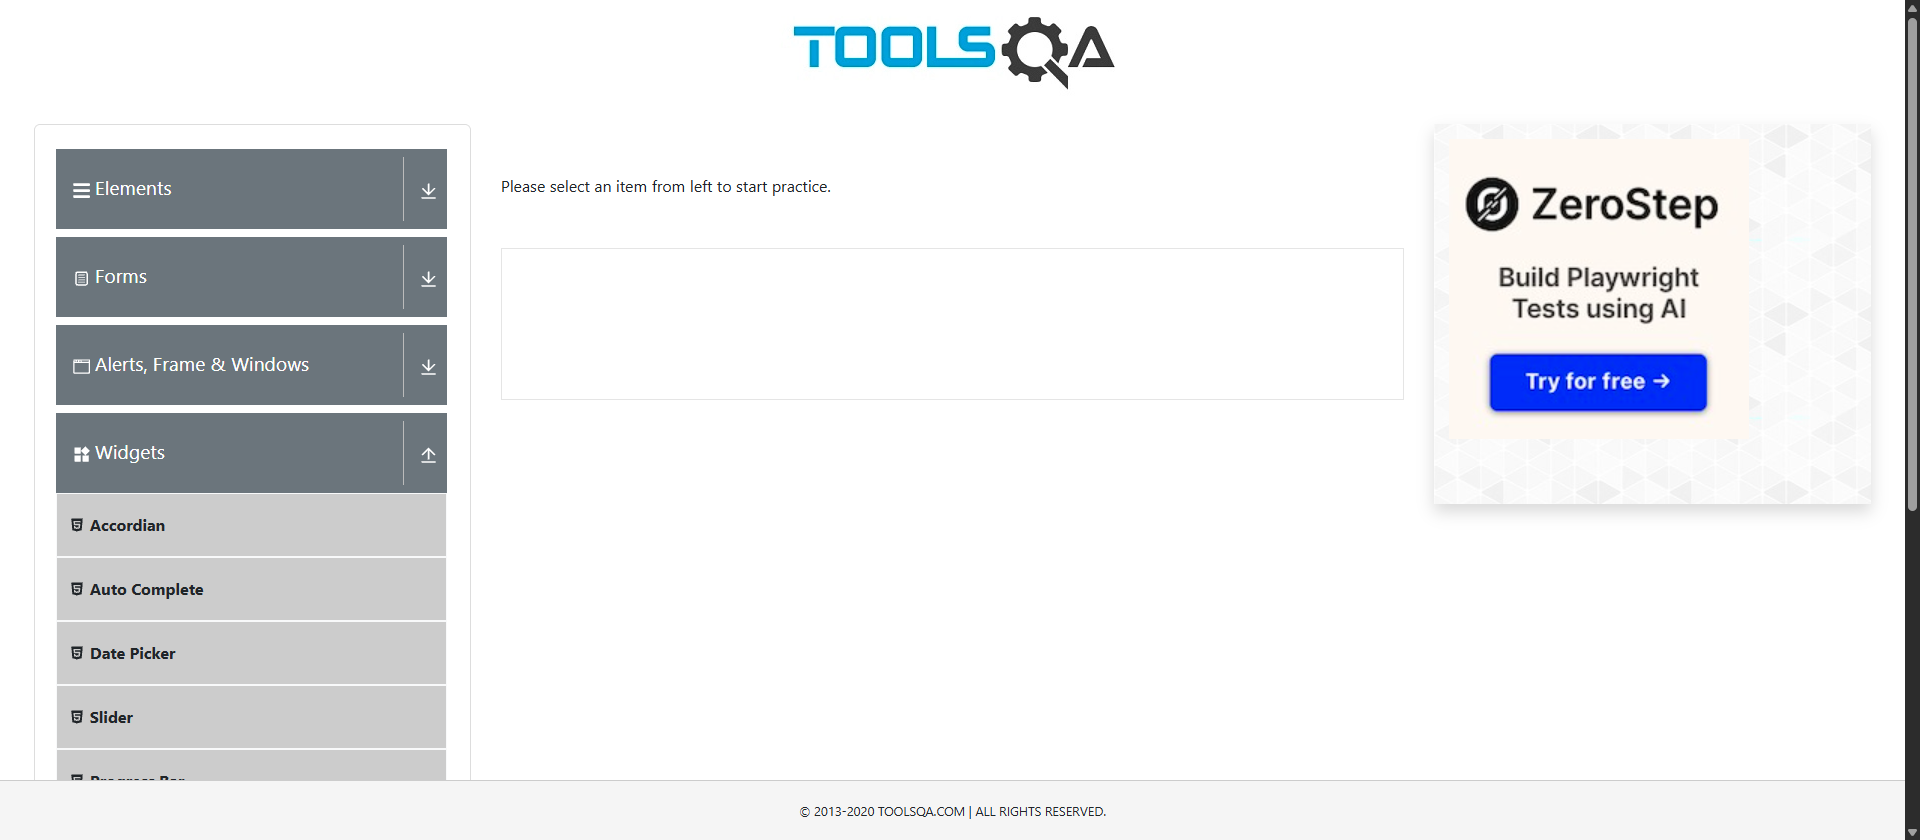 TOOLSQA
Elements
Forms
Alerts, Frame & Windows
Widgets
Accordian
Auto Complete
Date Picker
Slider
Progress Bar
Please select an item from left to start practice.
ZeroStep
Build Playwright
Tests using AI
Try for free →
© 2013-2020 TOOLSQA.COM | ALL RIGHTS RESERVED.